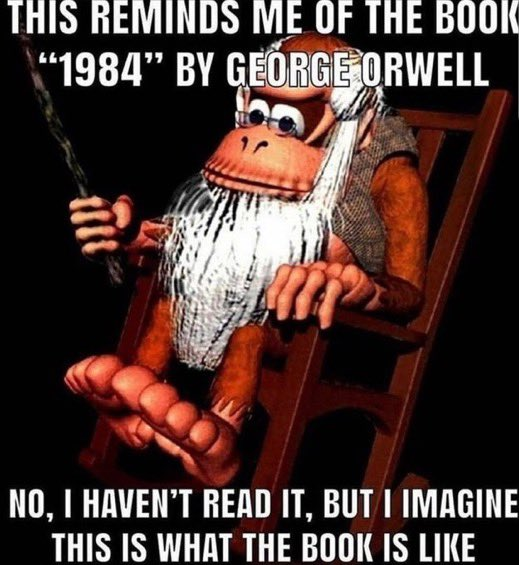 THIS REMINDS ME OF THE BOOK
“1984” BY GEORGE ORWELL
NO, I HAVEN’T READ IT, BUT I IMAGINE
THIS IS WHAT THE BOOK IS LIKE